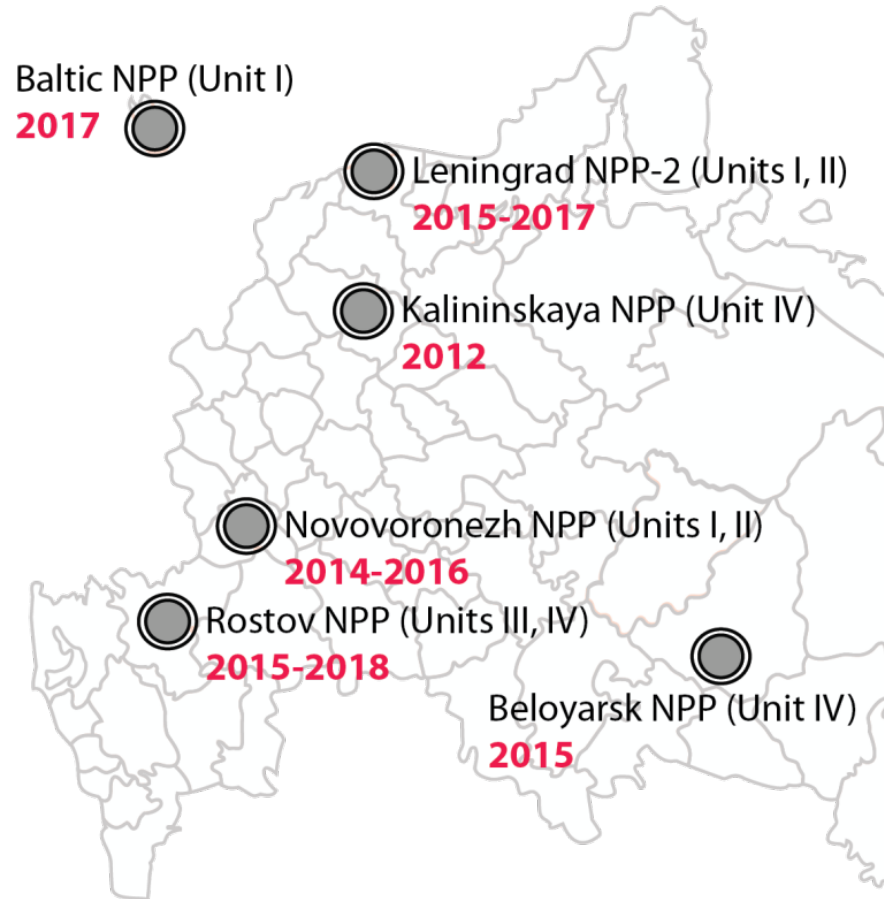 Baltic NPP (Unit I)
2017
Leningrad NPP-2 (Units I, II)
2015-2017
Kalininskaya NPP (Unit IV)
2012
Novovoronezh NPP (Units I, II)
2014-2016
Rostov NPP (Units III, IV)
2015-2018
Beloyarsk NPP (Unit IV)
2015